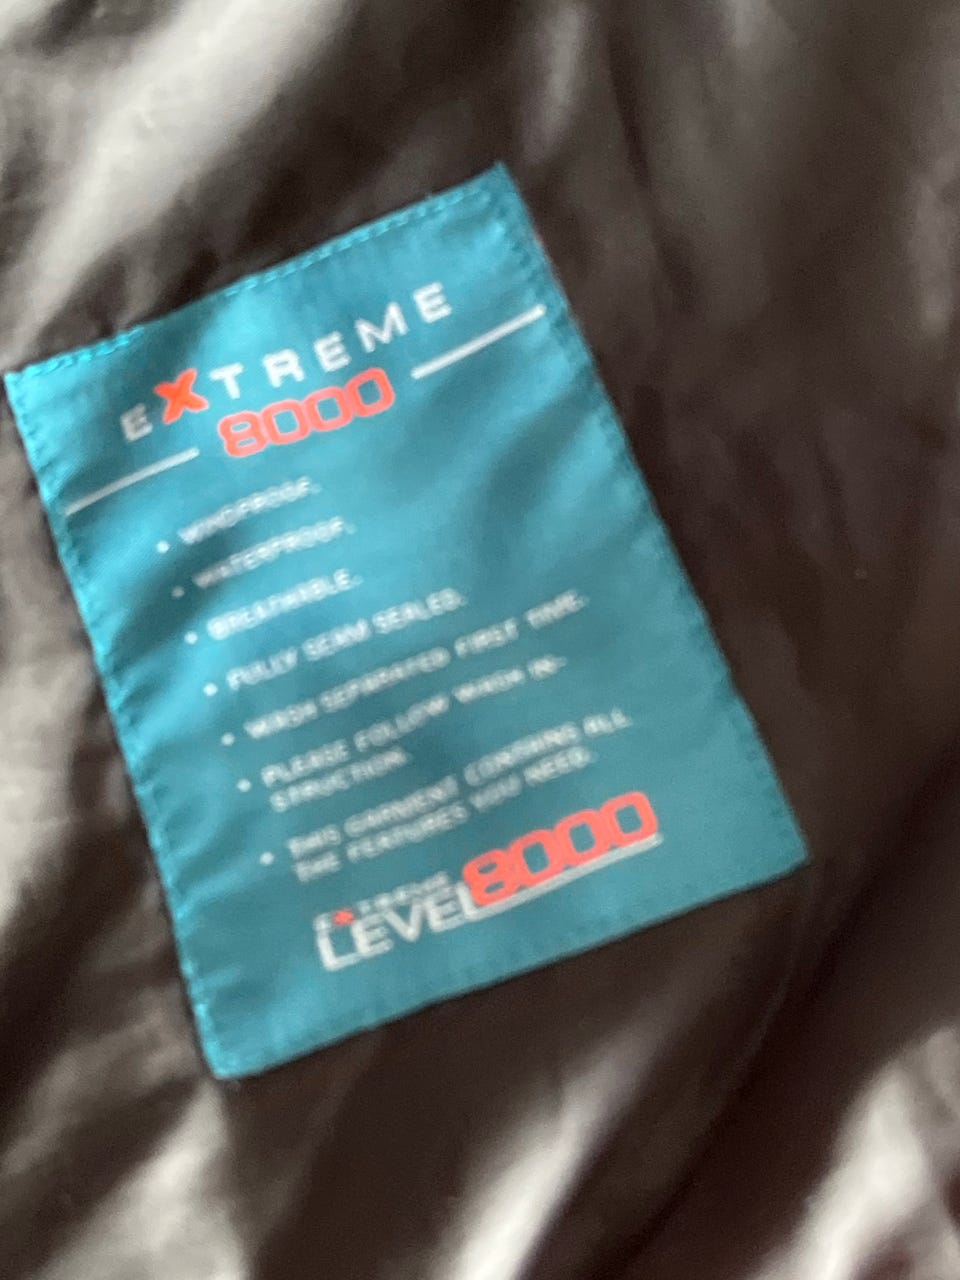 EXTREME
8000
• WINDPROOF.
• WATERPROOF.
• BREATHABLE.
• FULLY SEAM SEALED.
• WASH SEPARATED FIRST TIME.
• PLEASE FOLLOW WASH IN-
STRUCTION.
• THIS GARMENT CONTAINS ALL
THE FEATURES YOU NEED.
EXTREME
LEVEL8000